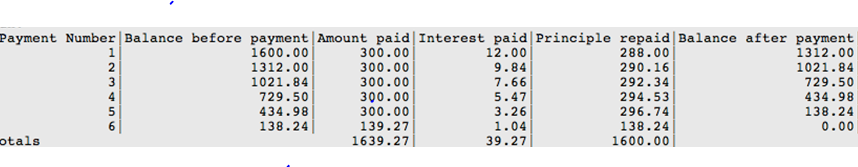 Payment Number|Balance before payment|Amount paid|Interest paid|Principle repaid|Balance after payment
1| 1600.00| 300.00| 12.00| 288.00| 1312.00
2| 1312.00| 300.00| 9.84| 290.16| 1021.84
3| 1021.84| 300.00| 7.66| 292.34| 729.50
4| 729.50| 300.00| 5.47| 294.53| 434.98
5| 434.98| 300.00| 3.26| 296.74| 138.24
6| 138.24| 139.27| 1.04| 138.24| 0.00
otals 1639.27| 39.27| 1600.00|